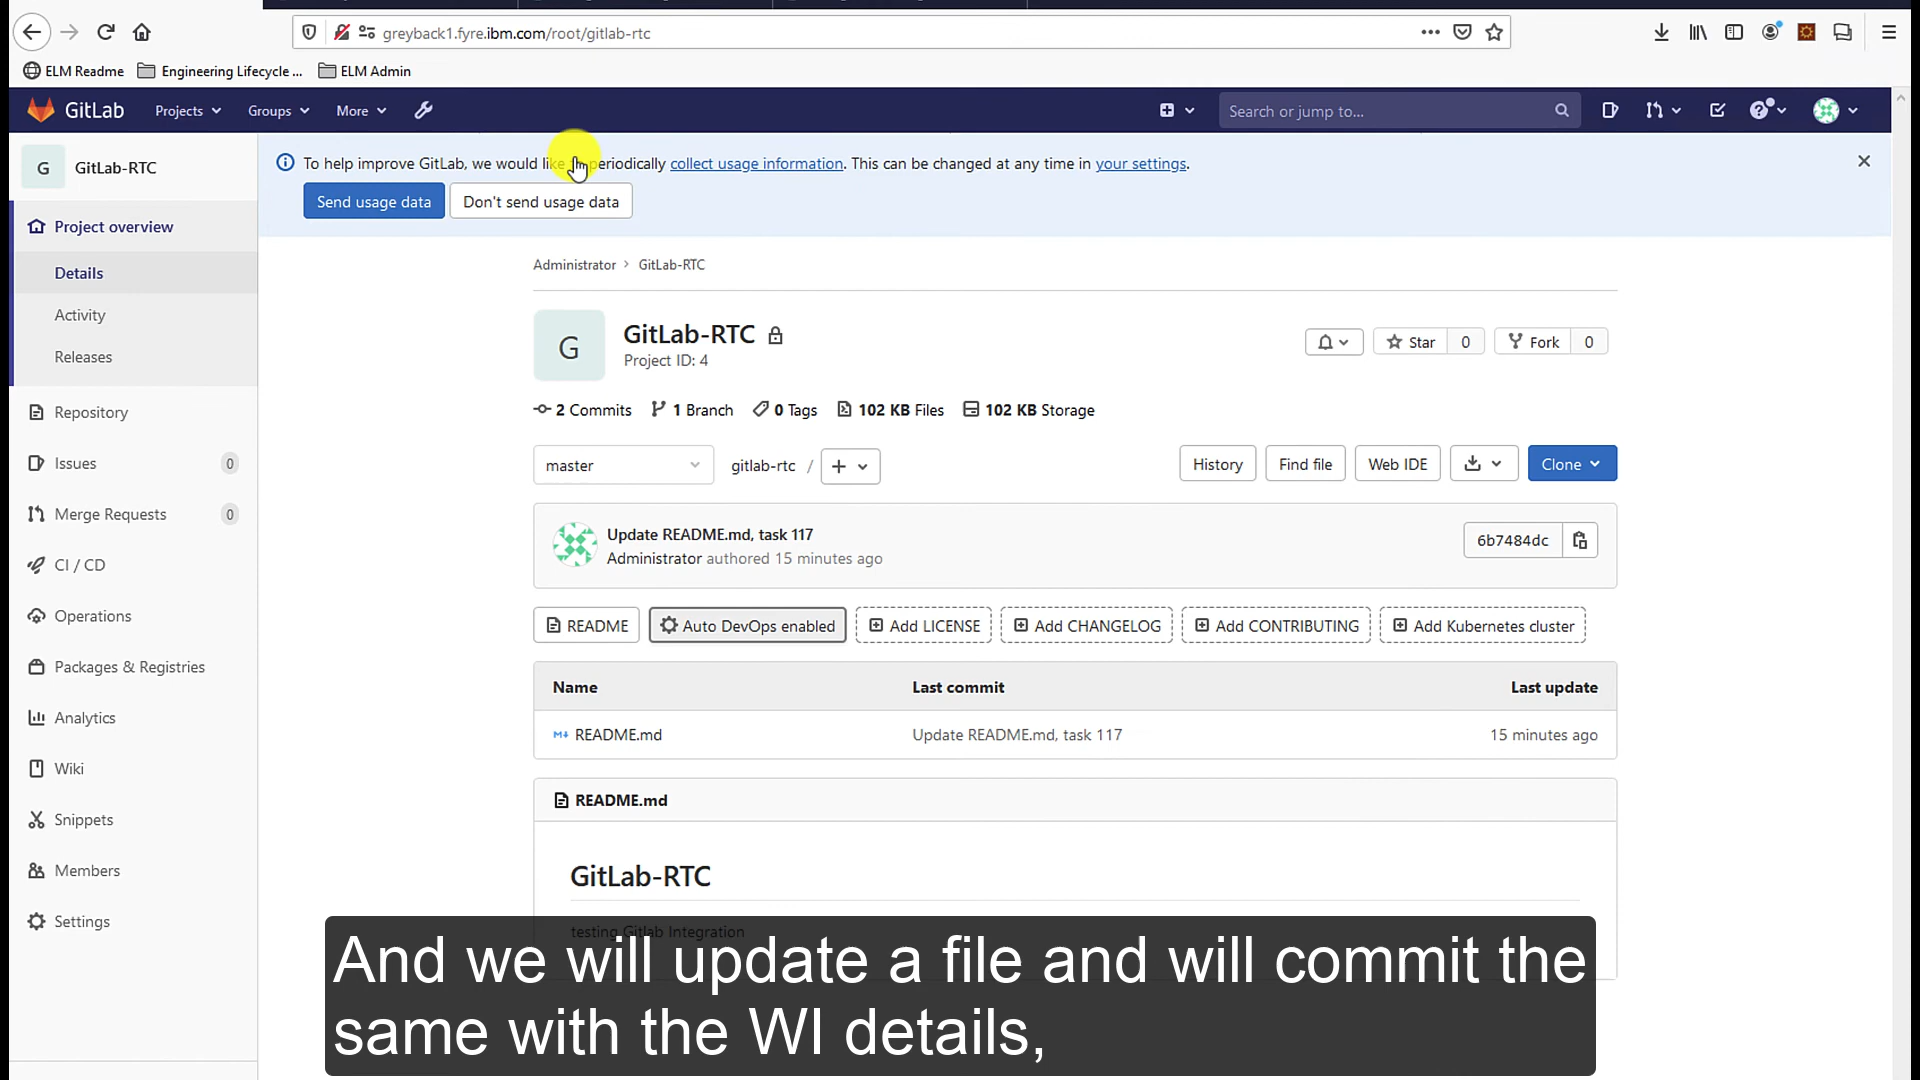 greyback1.fyre.ibm.com/root/gitlab-rtc
ELM Readme
Engineering Lifecycle ...
ELM Admin
GitLab
Projects
Groups
More
Search or jump to...
G
GitLab-RTC
To help improve GitLab, we would like periodically collect usage information. This can be changed at any time in your settings.
Send usage data
Don't send usage data
Project overview
Details
Activity
Releases
Repository
Issues 0
Merge Requests 0
CI / CD
Operations
Packages & Registries
Analytics
Wiki
Snippets
Members
Settings
Administrator > GitLab-RTC
G
GitLab-RTC
Project ID: 4
Star 0
Fork 0
2 Commits
1 Branch
0 Tags
102 KB Files
102 KB Storage
master
gitlab-rtc /
History
Find file
Web IDE
Clone
Update README.md, task 117
Administrator authored 15 minutes ago
6b7484dc
README
Auto DevOps enabled
Add LICENSE
Add CHANGELOG
Add CONTRIBUTING
Add Kubernetes cluster
Name Last commit Last update
README.md Update README.md, task 117 15 minutes ago
README.md
GitLab-RTC
testing Gitlab Integration
And we will update a file and will commit the
same with the WI details,